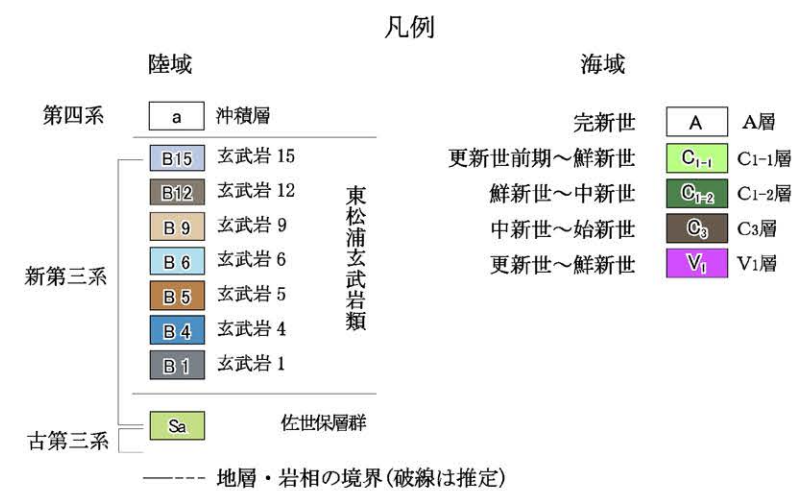 凡例
陸域
第四系 a 沖積層
新第三系
B15 玄武岩 15
B12 玄武岩 12
B 9 玄武岩 9
B 6 玄武岩 6
B 5 玄武岩 5
B 4 玄武岩 4
B 1 玄武岩 1
東松浦玄武岩類
Sa 佐世保層群
古第三系
地層・岩相の境界(破線は推定)
海域
完新世 A A層
更新世前期～鮮新世 C1-1 C1-1層
鮮新世～中新世 C1-2 C1-2層
中新世～始新世 C3 C3層
更新世～鮮新世 V1 V1層